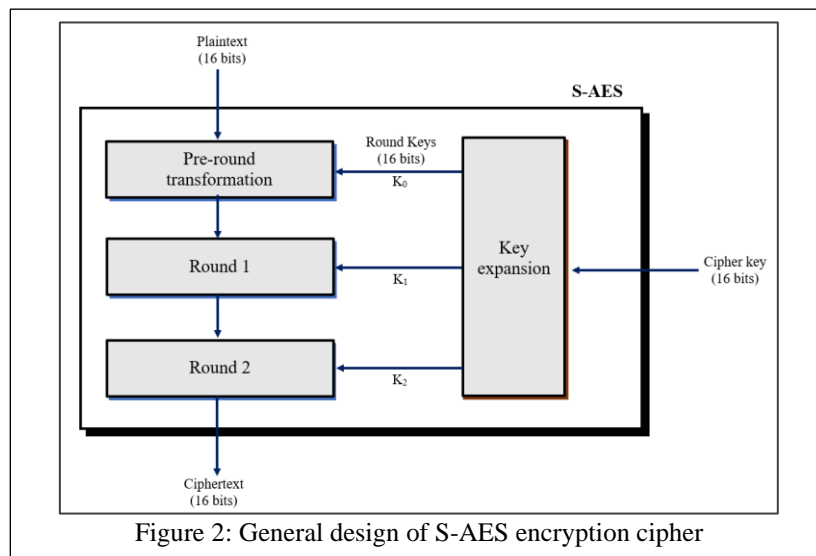 Plaintext
(16 bits)
S-AES
Pre-round
transformation
Round Keys
(16 bits)
K0
Key
expansion
Cipher key
(16 bits)
Round 1
K1
Round 2
K2
Ciphertext
(16 bits)
Figure 2: General design of S-AES encryption cipher